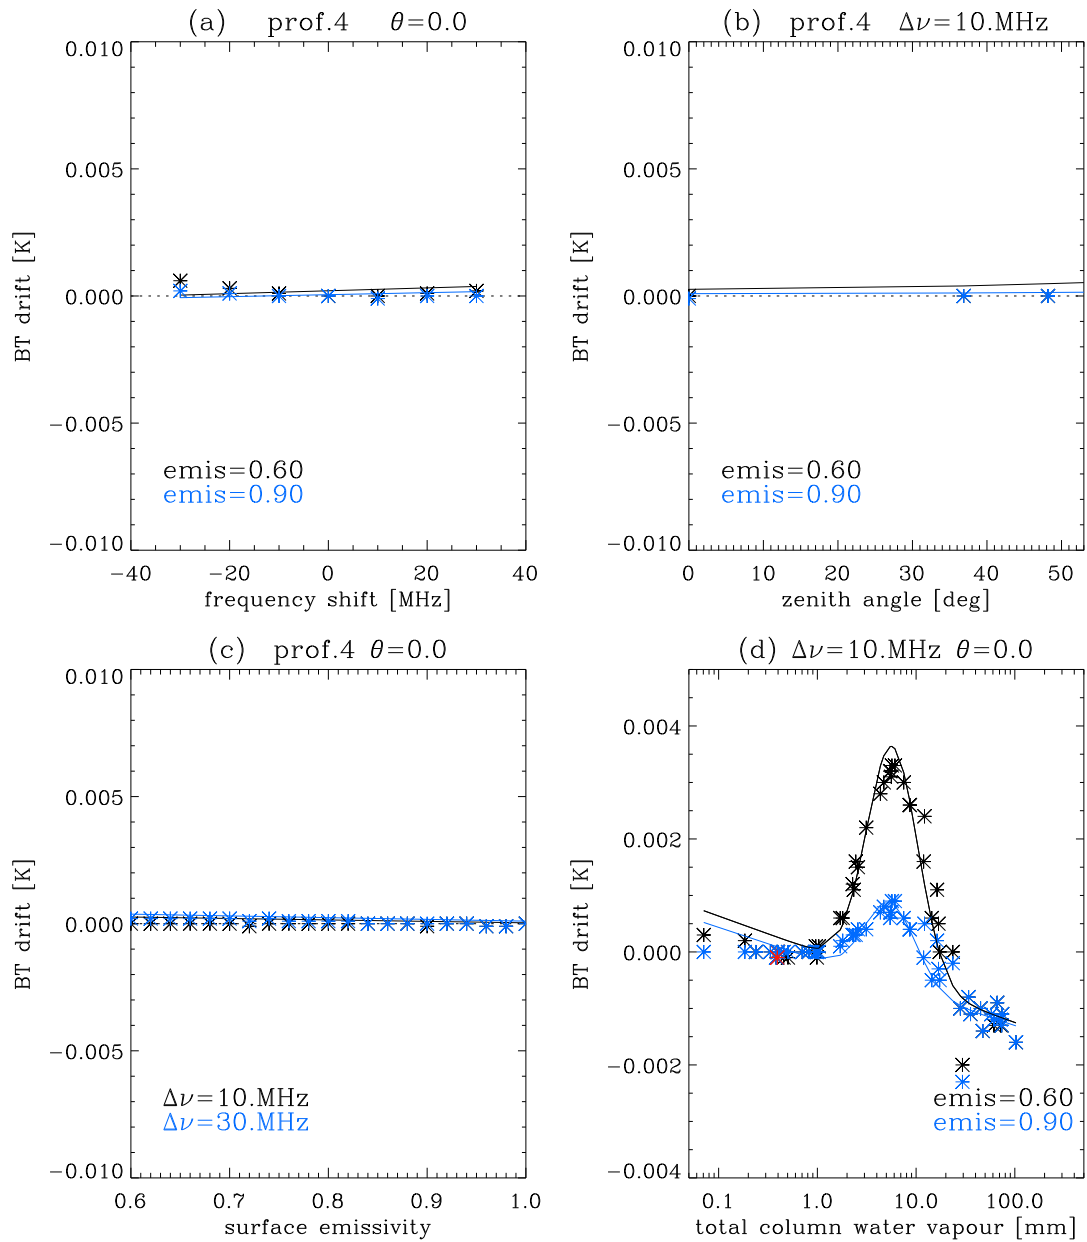 (a) prof.4 θ=0.0
0.010
0.005
0.000
−0.005
−0.010
BT drift [K]
emis=0.60
emis=0.90
−40 −20 0 20 40
frequency shift [MHz]
(b) prof.4 Δν=10.MHz
0.010
0.005
0.000
−0.005
−0.010
BT drift [K]
emis=0.60
emis=0.90
0 10 20 30 40 50
zenith angle [deg]
(c) prof.4 θ=0.0
0.010
0.005
0.000
−0.005
−0.010
BT drift [K]
Δν=10.MHz
Δν=30.MHz
0.6 0.7 0.8 0.9 1.0
surface emissivity
(d) Δν=10.MHz θ=0.0
0.004
0.002
0.000
−0.002
−0.004
BT drift [K]
emis=0.60
emis=0.90
0.1 1.0 10.0 100.0
total column water vapour [mm]